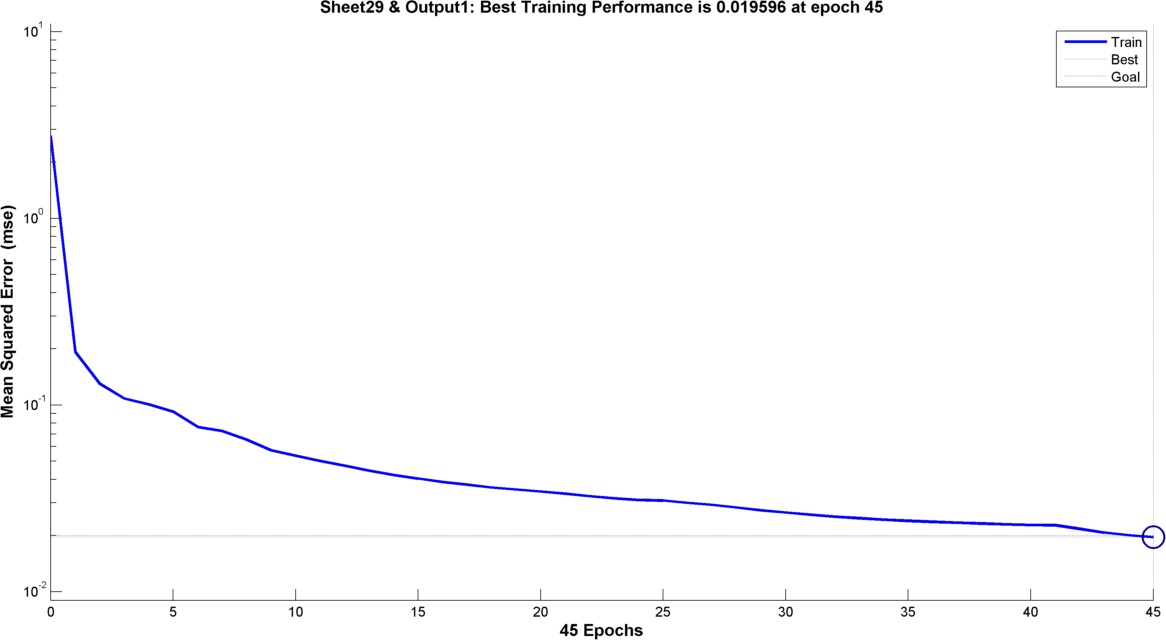 Sheet29 & Output1: Best Training Performance is 0.019596 at epoch 45
Train
Best
Goal
Mean Squared Error (mse)
10^1
10^0
10^-1
10^-2
0 5 10 15 20 25 30 35 40 45
45 Epochs